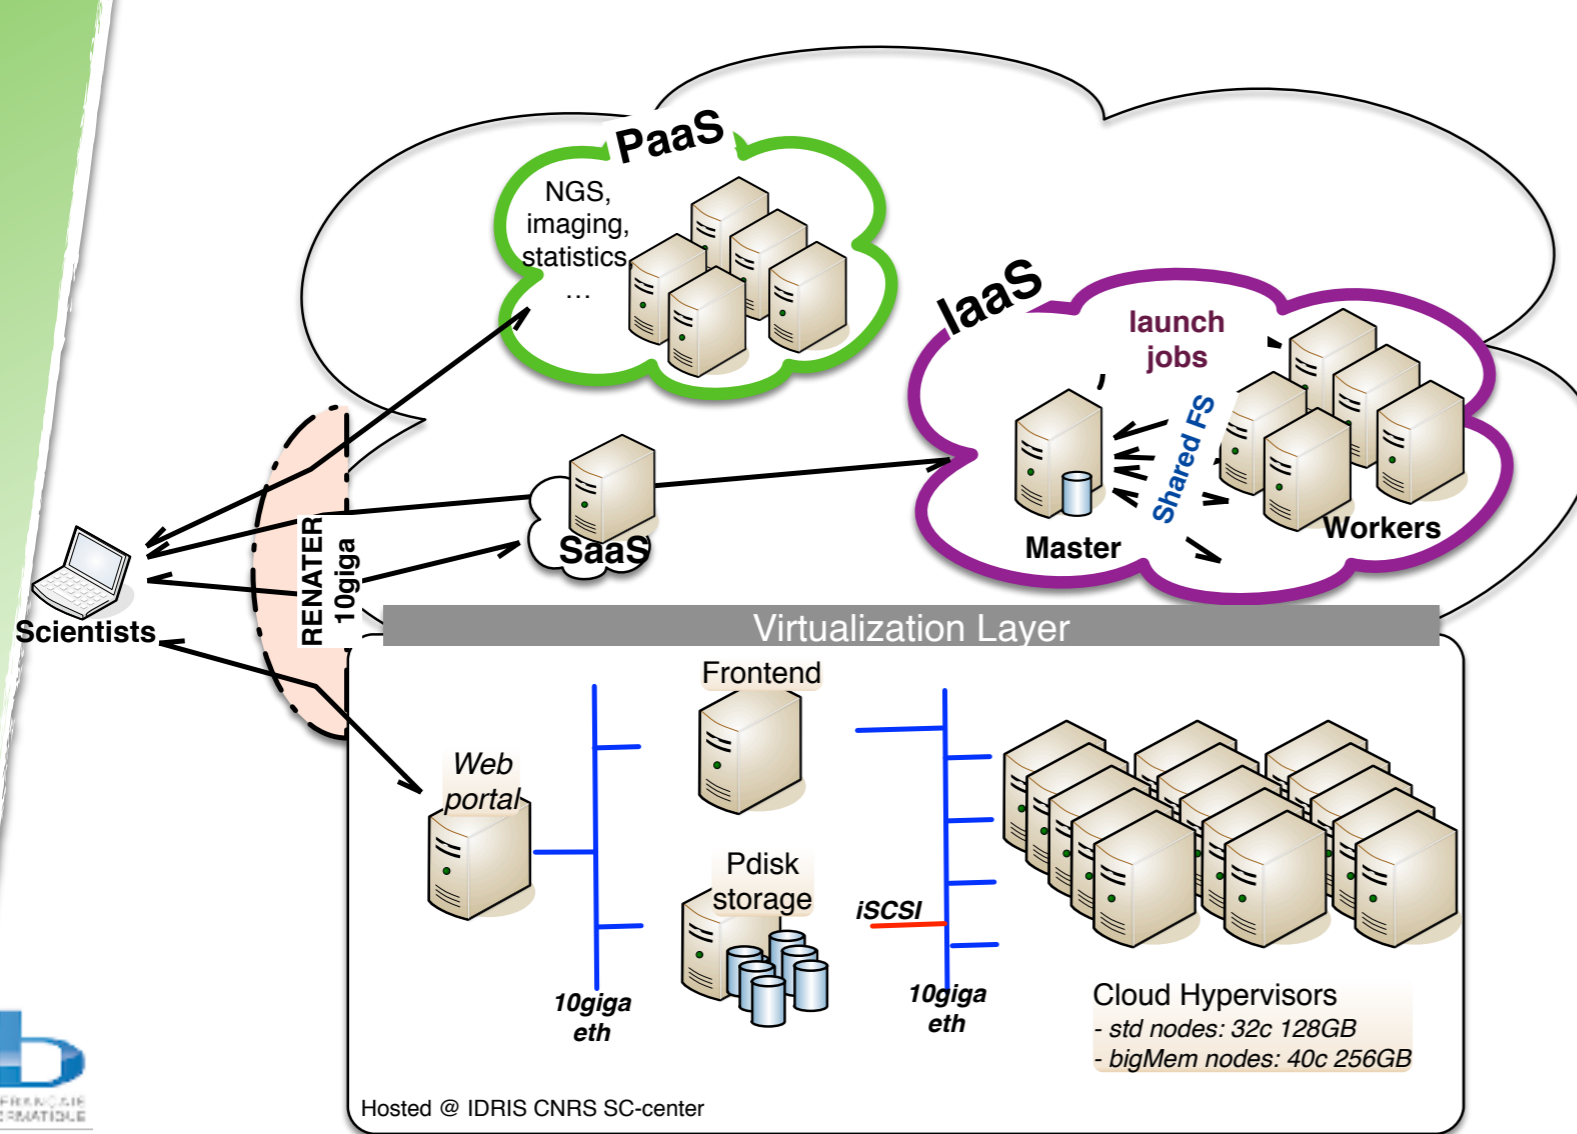 PaaS
NGS,
imaging,
statistics
...
IaaS
launch
jobs
Shared FS
Master
Workers
SaaS
RENATER
10giga
Scientists
Virtualization Layer
Frontend
Web
portal
Pdisk
storage
iSCSI
10giga
eth
10giga
eth
Cloud Hypervisors
- std nodes: 32c 128GB
- bigMem nodes: 40c 256GB
Hosted @ IDRIS CNRS SC-center